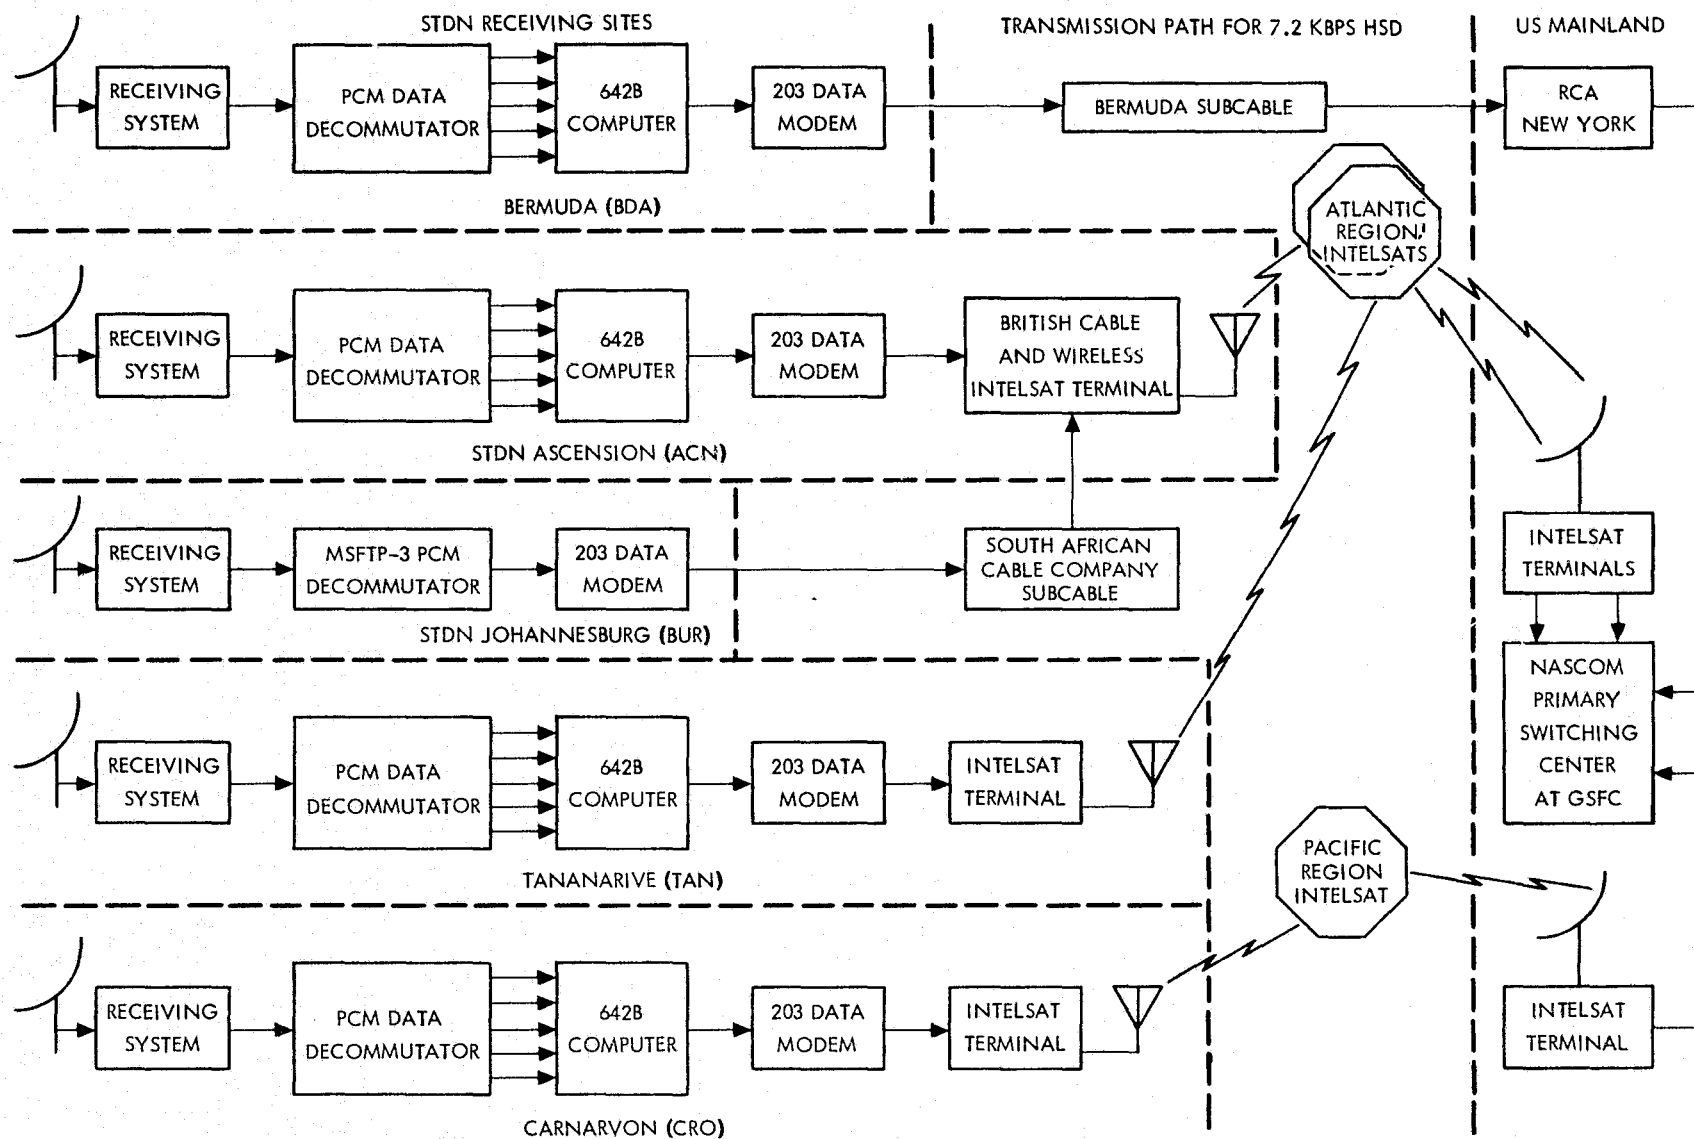 STDN RECEIVING SITES
TRANSMISSION PATH FOR 7.2 KBPS HSD
US MAINLAND
RECEIVING
SYSTEM
PCM DATA
DECOMMUTATOR
642B
COMPUTER
203 DATA
MODEM
BERMUDA SUBCABLE
RCA
NEW YORK
BERMUDA (BDA)
ATLANTIC
REGION
INTELSATS
RECEIVING
SYSTEM
PCM DATA
DECOMMUTATOR
642B
COMPUTER
203 DATA
MODEM
BRITISH CABLE
AND WIRELESS
INTELSAT TERMINAL
STDN ASCENSION (ACN)
RECEIVING
SYSTEM
MSFTP-3 PCM
DECOMMUTATOR
203 DATA
MODEM
SOUTH AFRICAN
CABLE COMPANY
SUBCABLE
INTELSAT
TERMINALS
STDN JOHANNESBURG (BUR)
NASCOM
PRIMARY
SWITCHING
CENTER
AT GSFC
RECEIVING
SYSTEM
PCM DATA
DECOMMUTATOR
642B
COMPUTER
203 DATA
MODEM
INTELSAT
TERMINAL
TANANARIVE (TAN)
PACIFIC
REGION
INTELSAT
RECEIVING
SYSTEM
PCM DATA
DECOMMUTATOR
642B
COMPUTER
203 DATA
MODEM
INTELSAT
TERMINAL
INTELSAT
TERMINAL
CARNARVON (CRO)